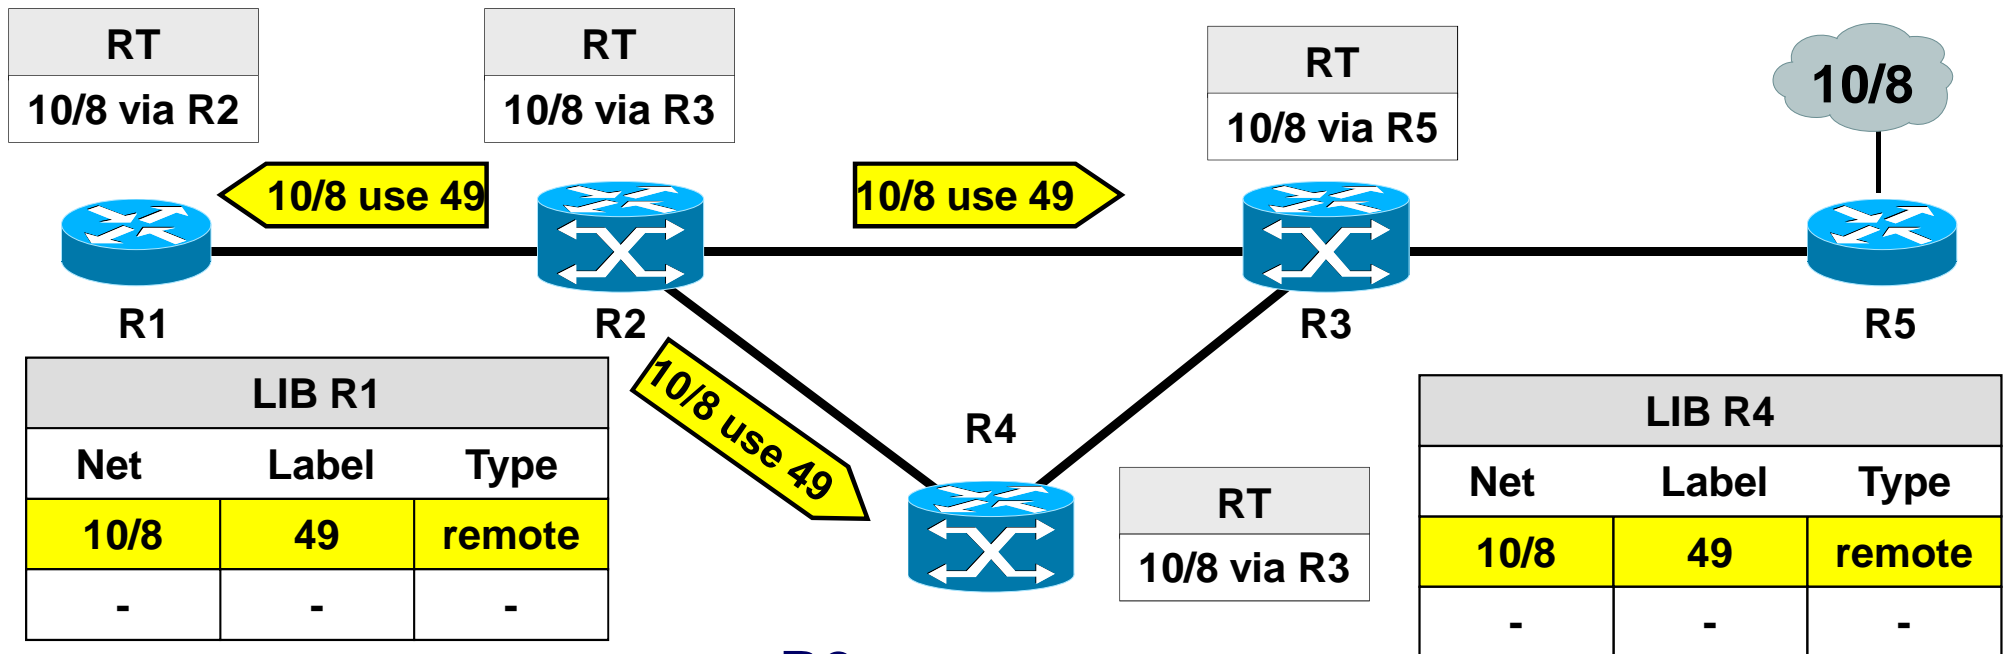 RT
10/8 via R2
RT
10/8 via R3
RT
10/8 via R5
10/8
10/8 use 49
10/8 use 49
R1
R2
R3
R5
10/8 use 49
R4
RT
10/8 via R3
LIB R1
Net Label Type
10/8 49 remote
- - -
LIB R4
Net Label Type
10/8 49 remote
- - -